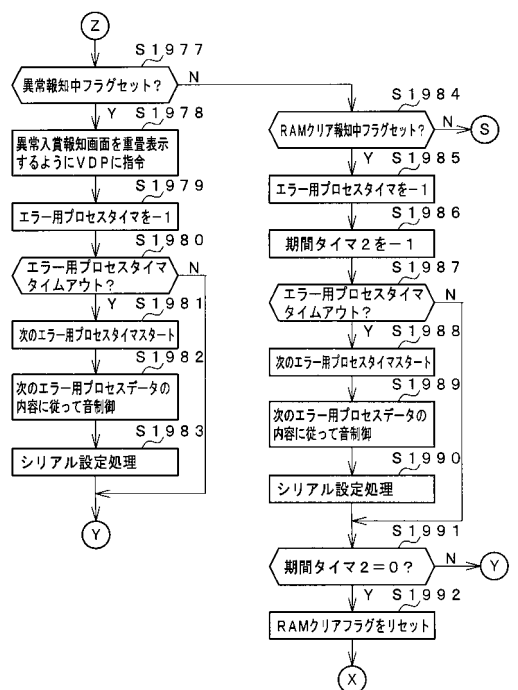 Z
S1977
異常報知中フラグセット?
N
Y
S1978
異常入賞報知画面を重畳表示
するようにVDPに指令
S1979
エラー用プロセスタイマを-1
S1980
エラー用プロセスタイマ
タイムアウト?
N
Y
S1981
次のエラー用プロセスタイマスタート
S1982
次のエラー用プロセスデータの
内容に従って音制御
S1983
シリアル設定処理
Y
S1984
RAMクリア報知中フラグセット?
N
S
Y
S1985
エラー用プロセスタイマを-1
S1986
期間タイマ2を-1
S1987
エラー用プロセスタイマ
タイムアウト?
N
Y
S1988
次のエラー用プロセスタイマスタート
S1989
次のエラー用プロセスデータの
内容に従って音制御
S1990
シリアル設定処理
S1991
期間タイマ2=0?
N
Y
Y
S1992
RAMクリアフラグをリセット
X